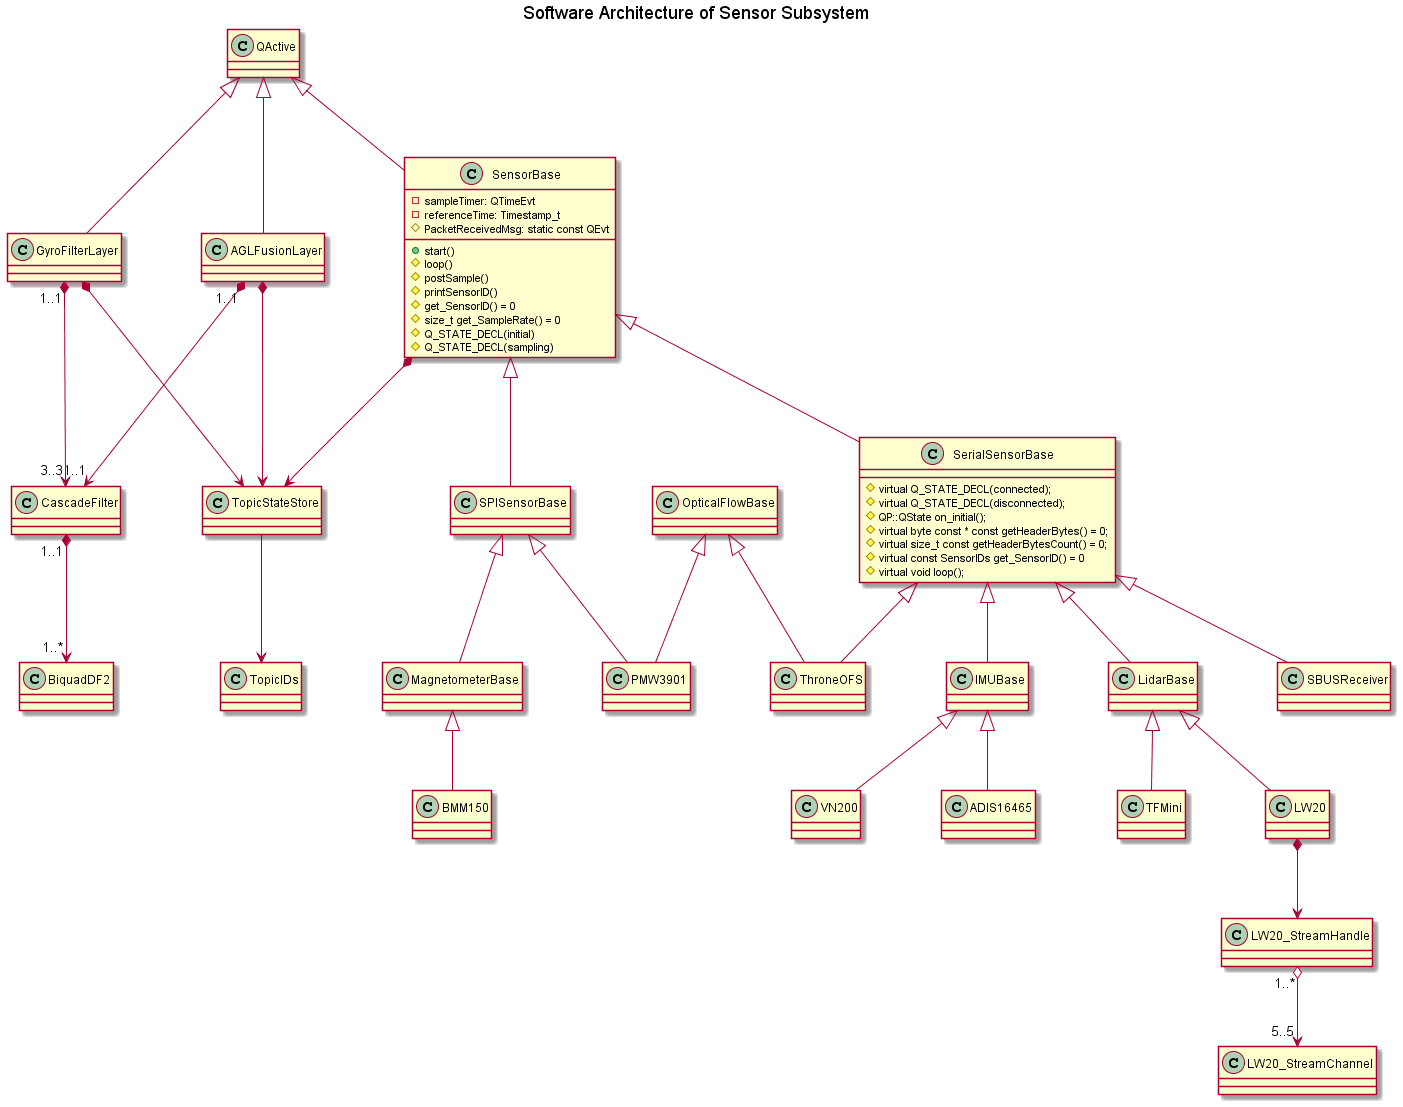 Software Architecture of Sensor Subsystem
C QActive
C SensorBase
sampleTimer: QTimeEvt
referenceTime: Timestamp_t
PacketReceivedMsg: static const QEvt
start()
loop()
postSample()
printSensorID()
get_SensorID() = 0
size_t get_SampleRate() = 0
Q_STATE_DECL(initial)
Q_STATE_DECL(sampling)
C GyroFilterLayer
C AGLFusionLayer
1..1
1..1
C SerialSensorBase
virtual Q_STATE_DECL(connected);
virtual Q_STATE_DECL(disconnected);
QP::QState on_initial();
virtual byte const * const getHeaderBytes() = 0;
virtual size_t const getHeaderBytesCount() = 0;
virtual const SensorIDs get_SensorID() = 0
virtual void loop();
3..3
1..1
C CascadeFilter
C TopicStateStore
C SPISensorBase
C OpticalFlowBase
1..1
1..*
C BiquadDF2
C TopicIDs
C MagnetometerBase
C PMW3901
C ThroneOFS
C IMUBase
C LidarBase
C SBUSReceiver
C BMM150
C VN200
C ADIS16465
C TFMini
C LW20
C LW20_StreamHandle
1..*
5..5
C LW20_StreamChannel